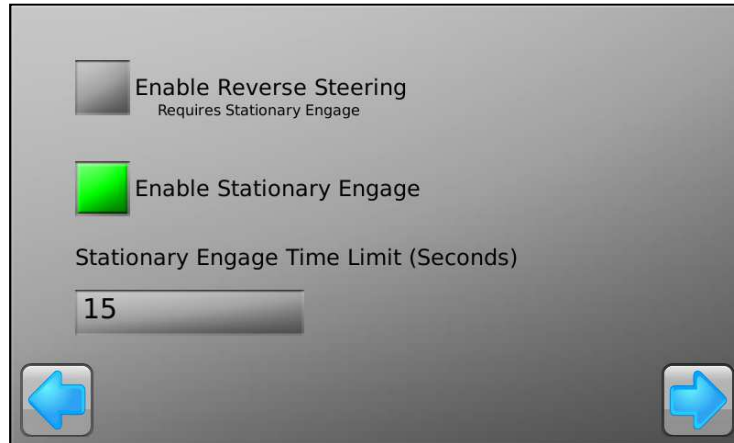 Enable Reverse Steering
Requires Stationary Engage
Enable Stationary Engage
Stationary Engage Time Limit (Seconds)
15